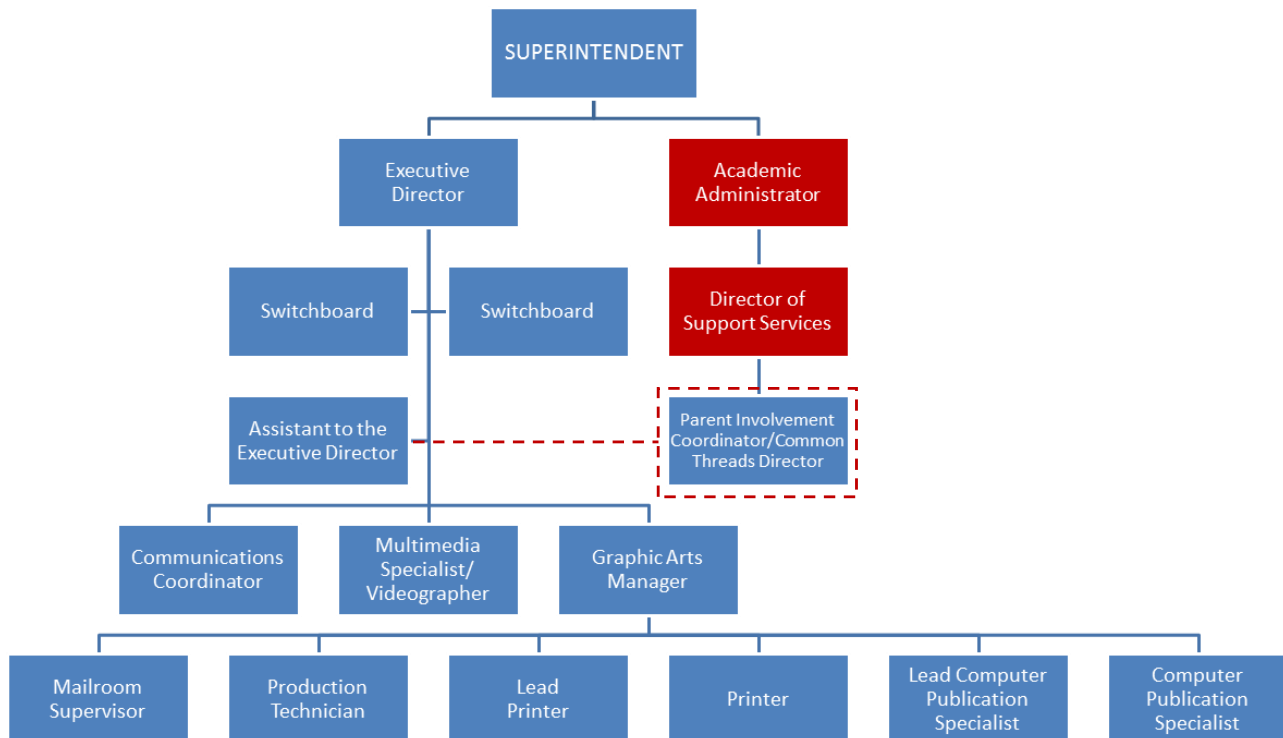 SUPERINTENDENT
Executive
Director
Academic
Administrator
Switchboard
Switchboard
Director of
Support Services
Assistant to the
Executive Director
Parent Involvement
Coordinator/Common
Threads Director
Communications
Coordinator
Multimedia
Specialist/
Videographer
Graphic Arts
Manager
Mailroom
Supervisor
Production
Technician
Lead
Printer
Printer
Lead Computer
Publication
Specialist
Computer
Publication
Specialist